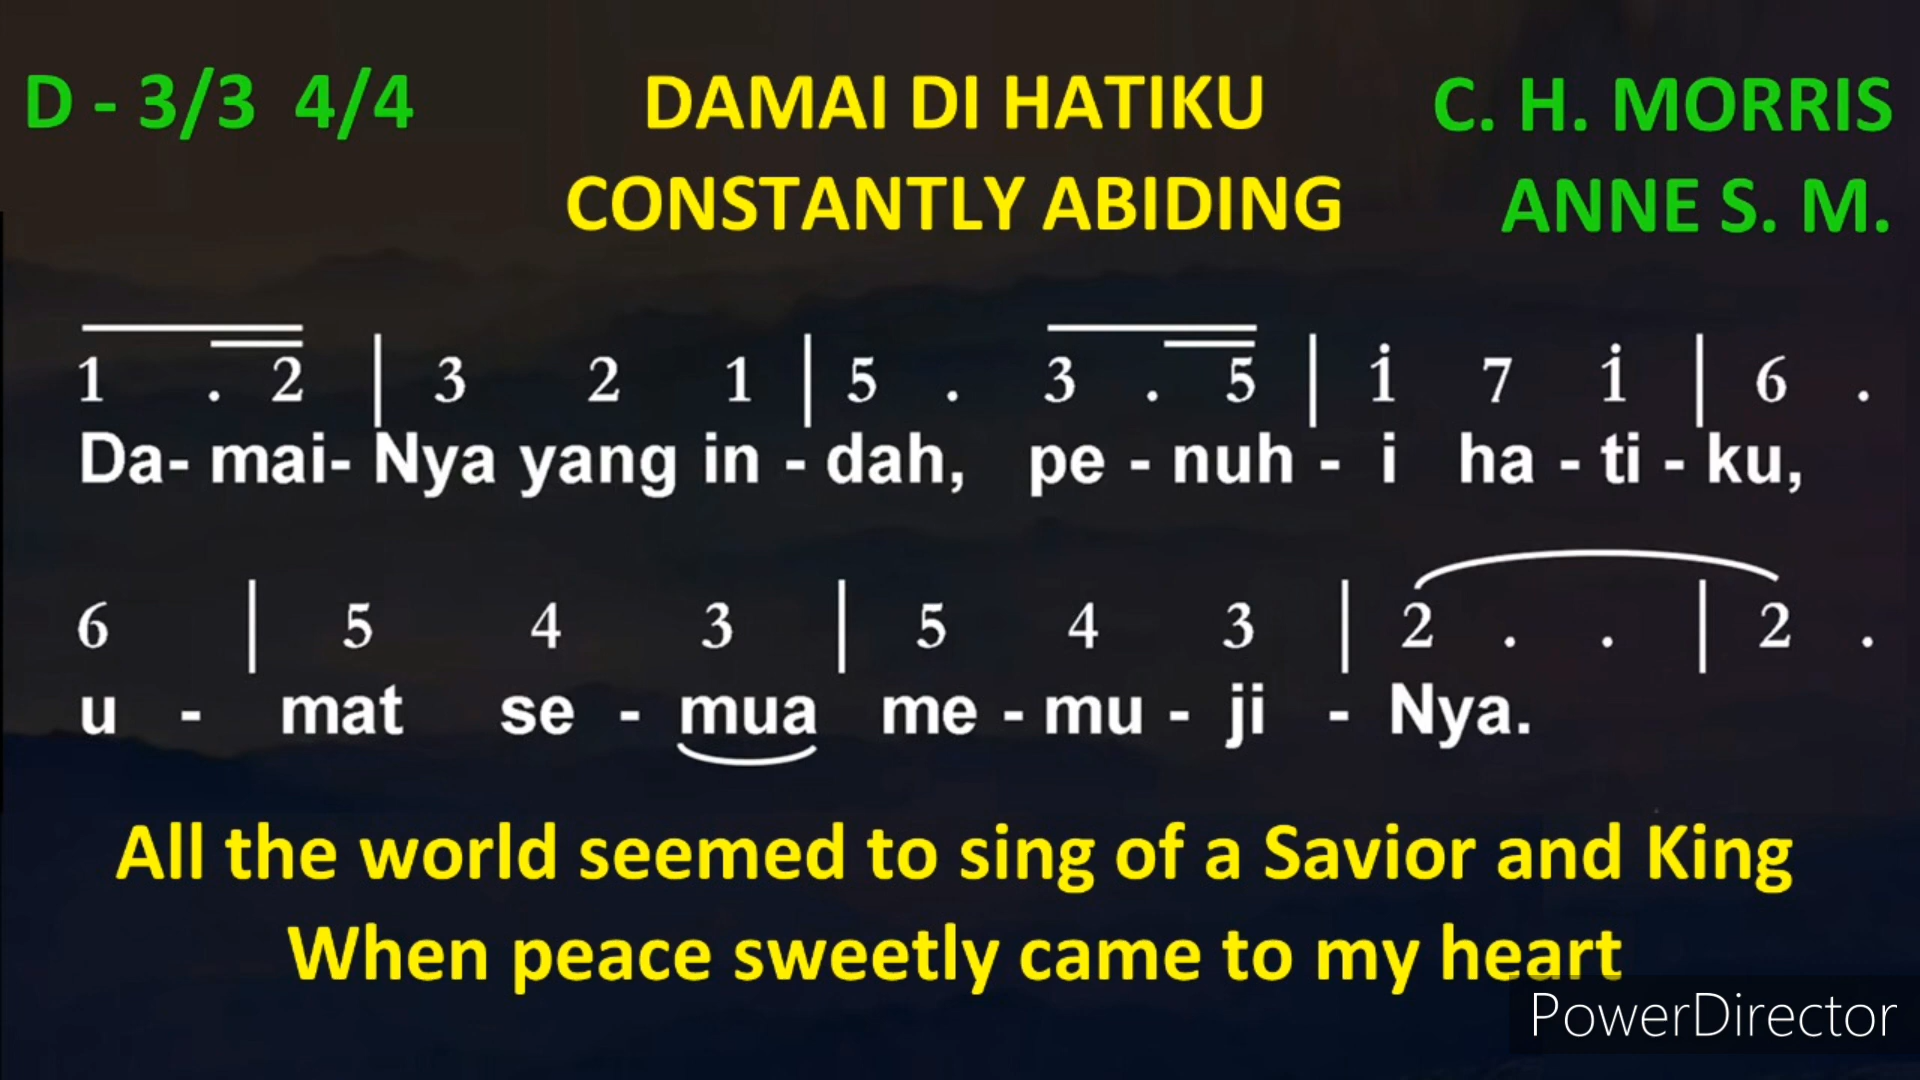 D - 3/3 4/4 DAMAI DI HATIKU C. H. MORRIS
CONSTANTLY ABIDING ANNE S. M.
1 . 2 | 3 2 1 | 5 . 3 . 5 | i 7 i | 6 .
Da- mai- Nya yang in - dah, pe - nuh - i ha - ti - ku,
6 | 5 4 3 | 5 4 3 | 2 . . | 2 .
u - mat se - mua me - mu - ji - Nya.
All the world seemed to sing of a Savior and King
When peace sweetly came to my heart
PowerDirector